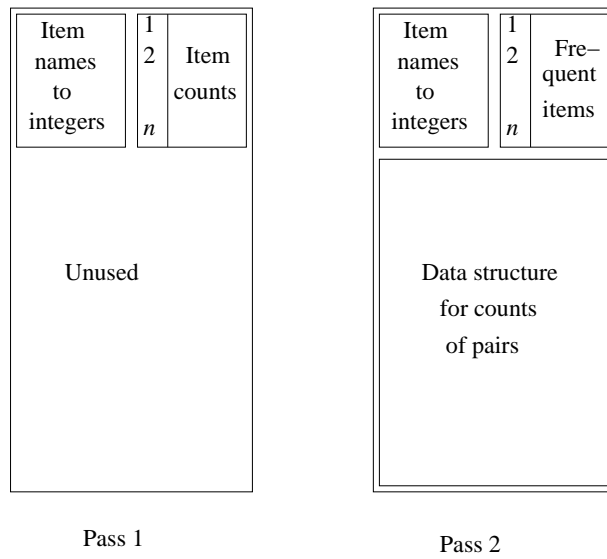 Item
names
to
integers
1
2
n
Item
counts
Unused
Pass 1
Item
names
to
integers
1
2
n
Fre–
quent
items
Data structure
for counts
of pairs
Pass 2